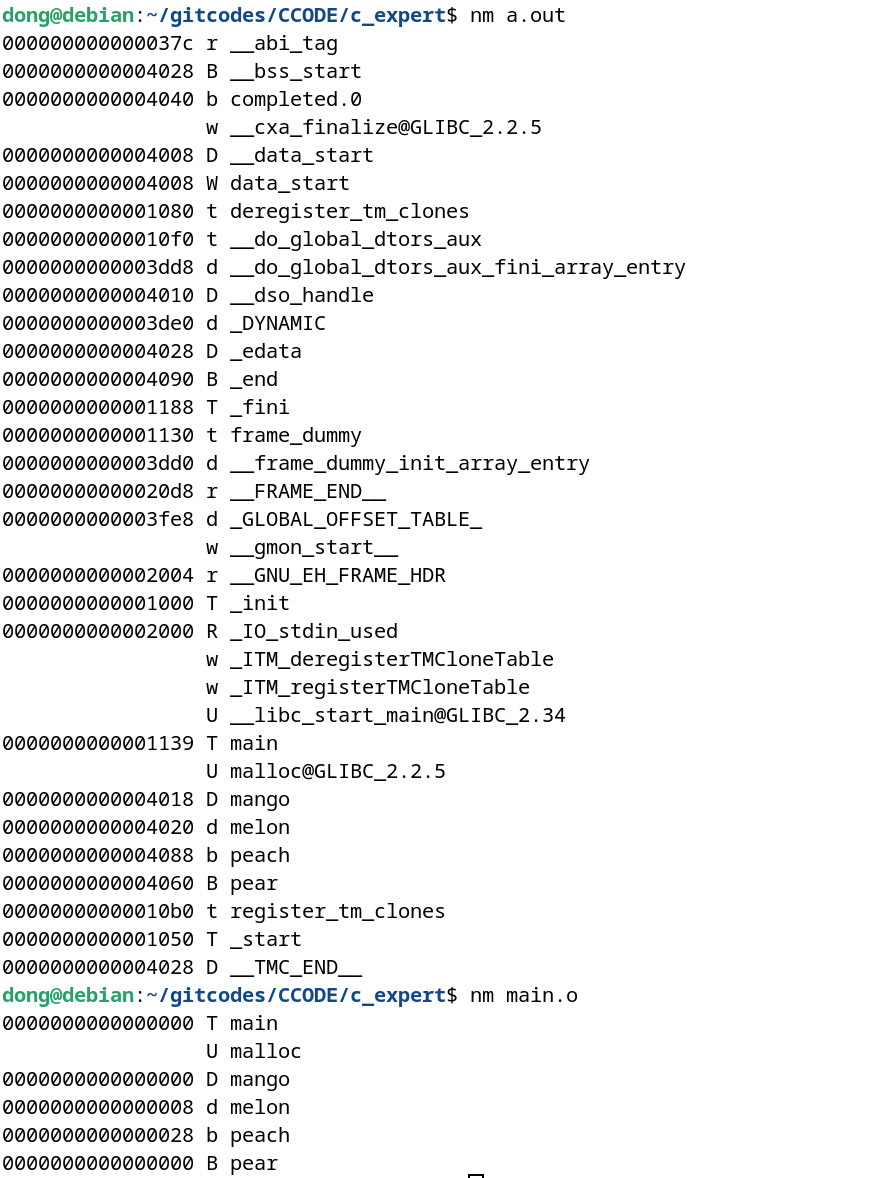 dong@debian:~/gitcodes/CCODE/c_expert$ nm a.out
000000000000037c r __abi_tag
0000000000004028 B __bss_start
0000000000004040 b completed.0
                 w __cxa_finalize@GLIBC_2.2.5
0000000000004008 D __data_start
0000000000004008 W data_start
0000000000001080 t deregister_tm_clones
00000000000010f0 t __do_global_dtors_aux
0000000000003dd8 d __do_global_dtors_aux_fini_array_entry
0000000000004010 D __dso_handle
0000000000003de0 d _DYNAMIC
0000000000004028 D _edata
0000000000004090 B _end
0000000000001188 T _fini
0000000000001130 t frame_dummy
0000000000003dd0 d __frame_dummy_init_array_entry
00000000000020d8 r __FRAME_END__
0000000000003fe8 d _GLOBAL_OFFSET_TABLE_
                 w __gmon_start__
0000000000002004 r __GNU_EH_FRAME_HDR
0000000000001000 T _init
0000000000002000 R _IO_stdin_used
                 w _ITM_deregisterTMCloneTable
                 w _ITM_registerTMCloneTable
                 U __libc_start_main@GLIBC_2.34
0000000000001139 T main
                 U malloc@GLIBC_2.2.5
0000000000004018 D mango
0000000000004020 d melon
0000000000004088 b peach
0000000000004060 B pear
00000000000010b0 t register_tm_clones
0000000000001050 T _start
0000000000004028 D __TMC_END__
dong@debian:~/gitcodes/CCODE/c_expert$ nm main.o
0000000000000000 T main
                 U malloc
0000000000000000 D mango
0000000000000008 d melon
0000000000000028 b peach
0000000000000000 B pear